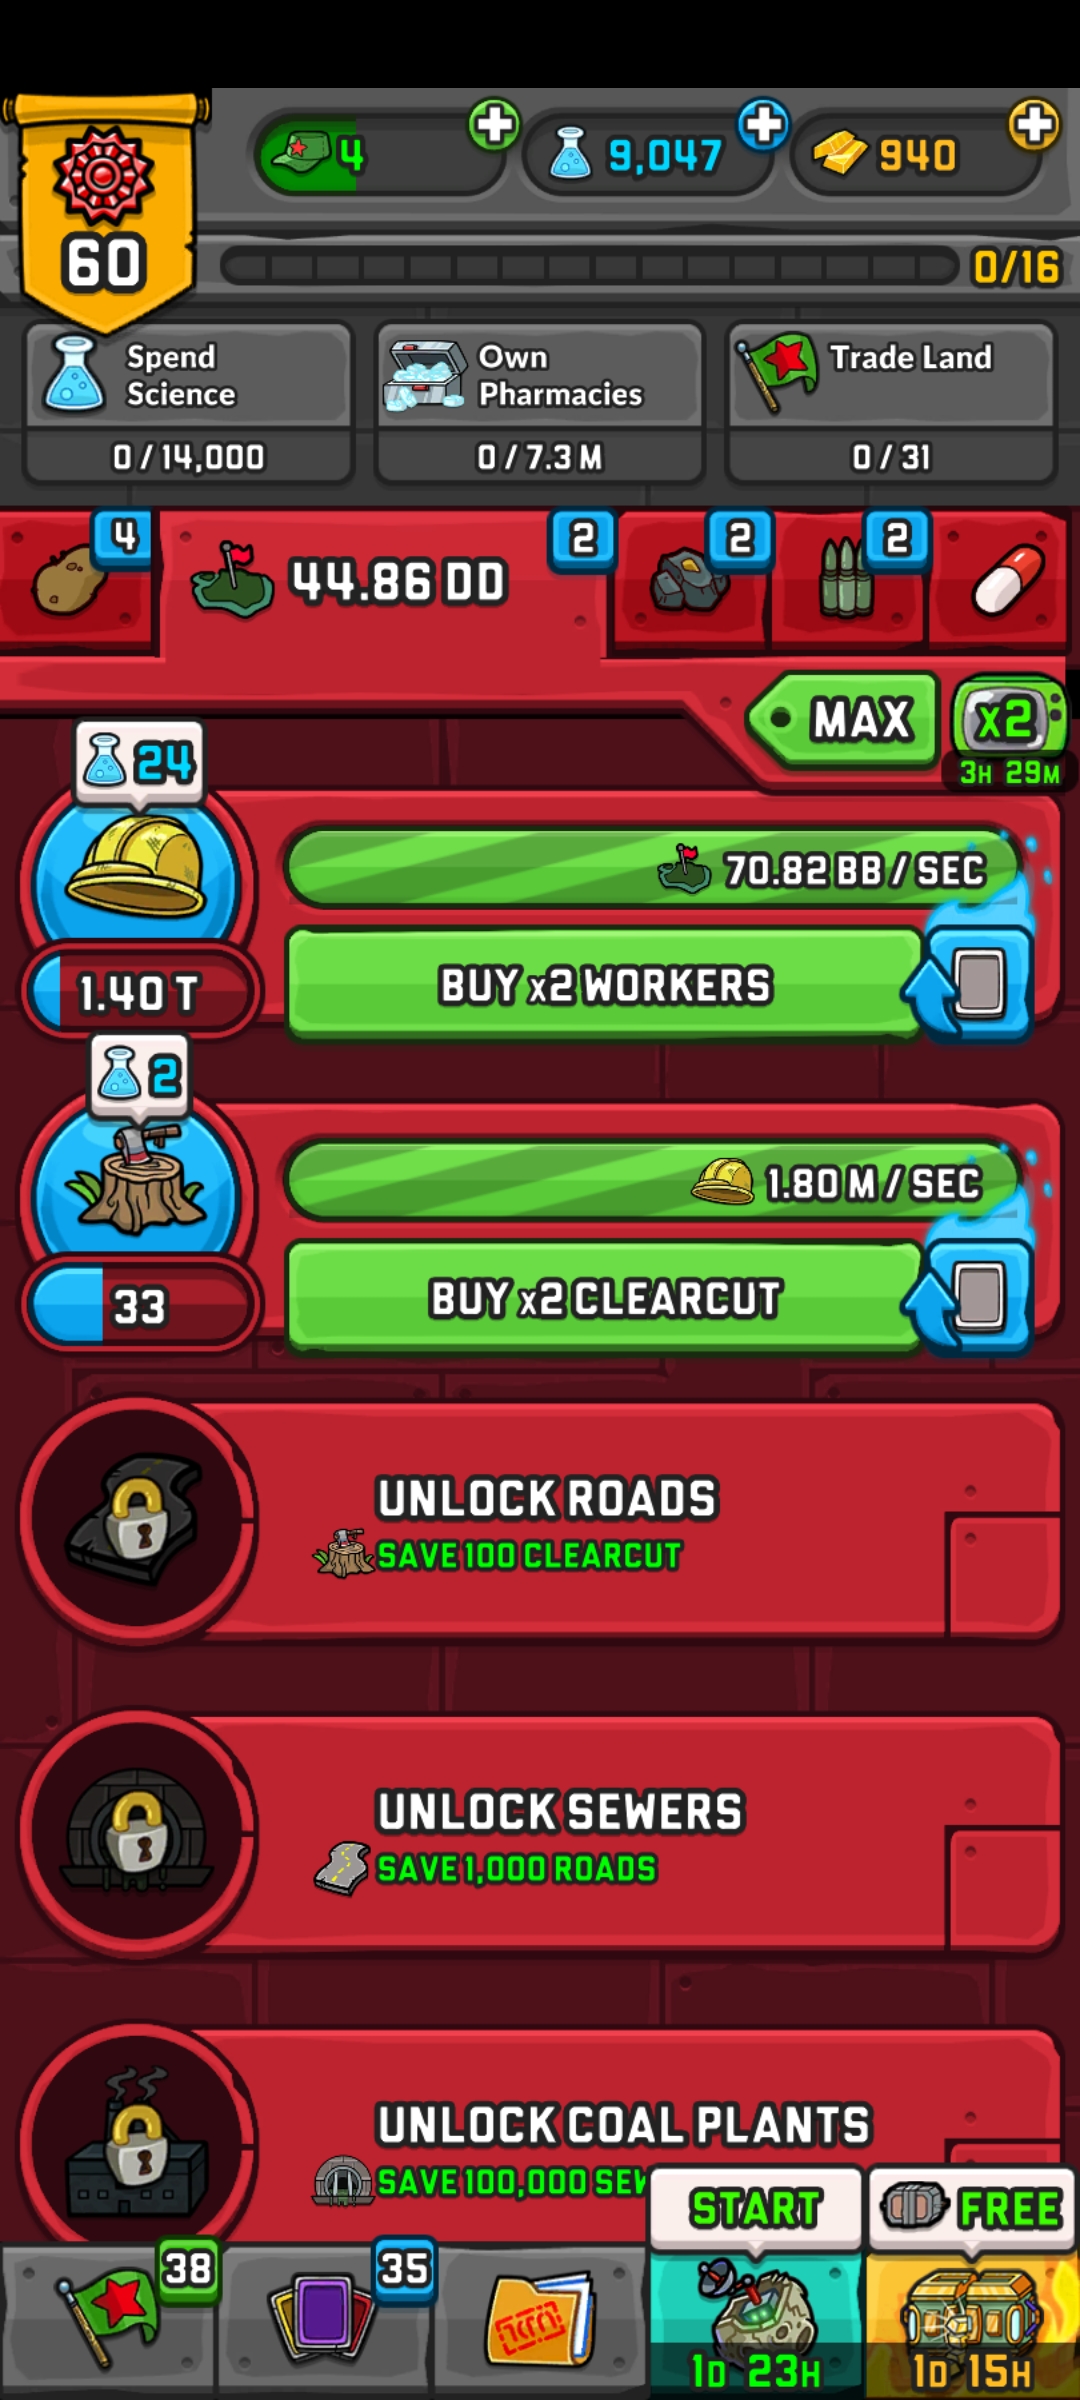 4
9,047
940
60
0/16
Spend
Science
0/14,000
Own
Pharmacies
0/7.3 M
Trade Land
0/31
4
44.86 DD
2
2
2
MAX
x2
3H 29M
24
70.82 BB / SEC
1.40 T
BUY x2 WORKERS
2
1.80 M / SEC
33
BUY x2 CLEARCUT
UNLOCK ROADS
SAVE 100 CLEARCUT
UNLOCK SEWERS
SAVE 1,000 ROADS
UNLOCK COAL PLANTS
SAVE 100,000 SEW
START
FREE
38
35
1D 23H
1D 15H